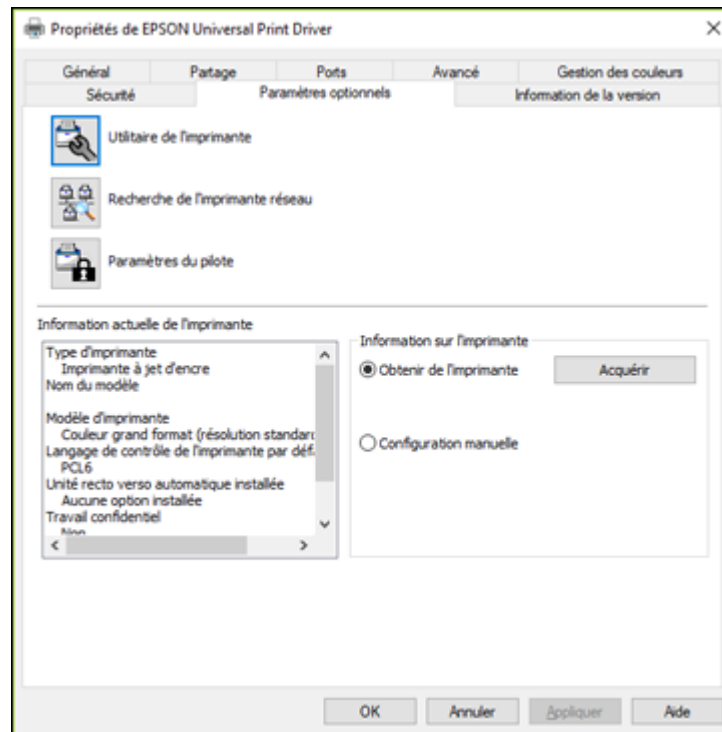 Propriétés de EPSON Universal Print Driver
Général Partage Ports Avancé Gestion des couleurs
Sécurité Paramètres optionnels Information de la version
Utilitaire de l'imprimante
Recherche de l'imprimante réseau
Paramètres du pilote
Information actuelle de l'imprimante
Type d'imprimante
Imprimante à jet d'encre
Nom du modèle
Modèle d'imprimante
Couleur grand format (résolution standard
Langage de contrôle de l'imprimante par déf
PCL6
Unité recto verso automatique installée
Aucune option installée
Travail confidentiel
Non
Information sur l'imprimante
Obtenir de l'imprimante Acquérir
Configuration manuelle
OK Annuler Appliquer Aide